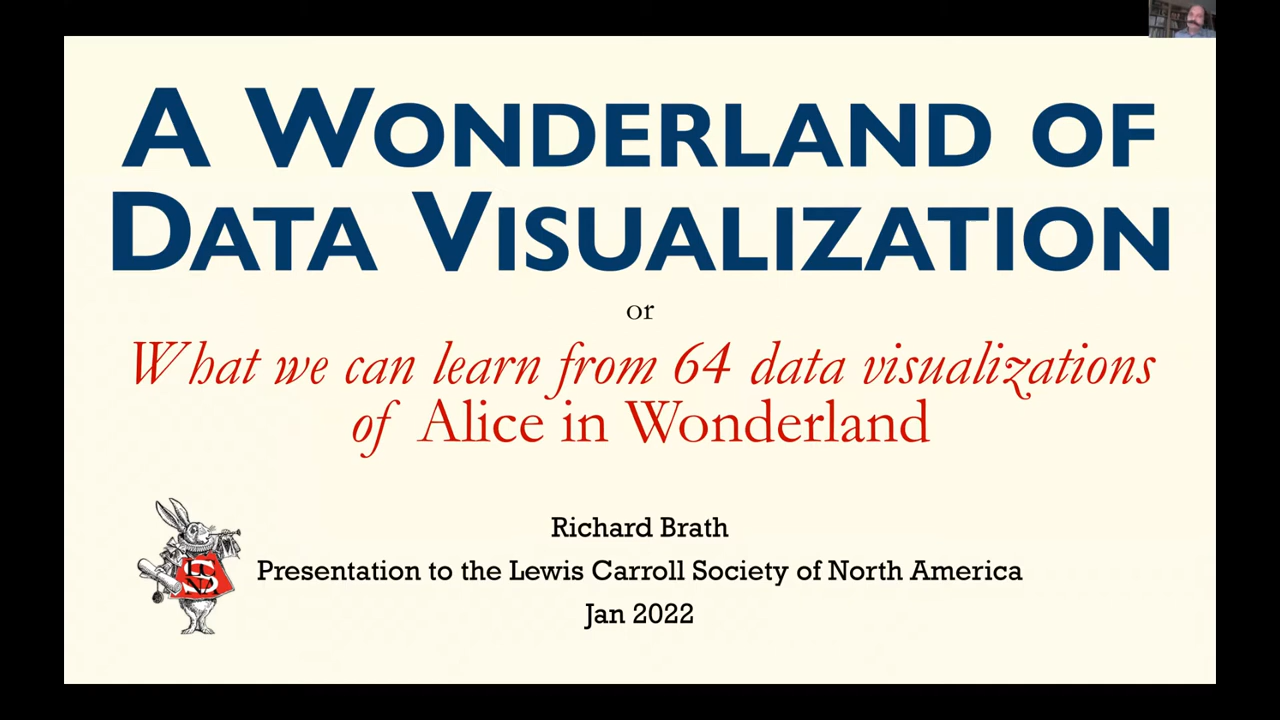 A WONDERLAND OF
DATA VISUALIZATION
or
What we can learn from 64 data visualizations
of Alice in Wonderland
Richard Brath
Presentation to the Lewis Carroll Society of North America
Jan 2022